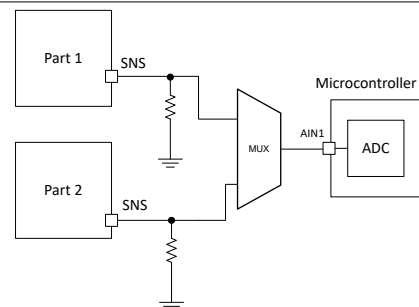 Part 1
SNS
Microcontroller
MUX
AIN1
ADC
Part 2
SNS